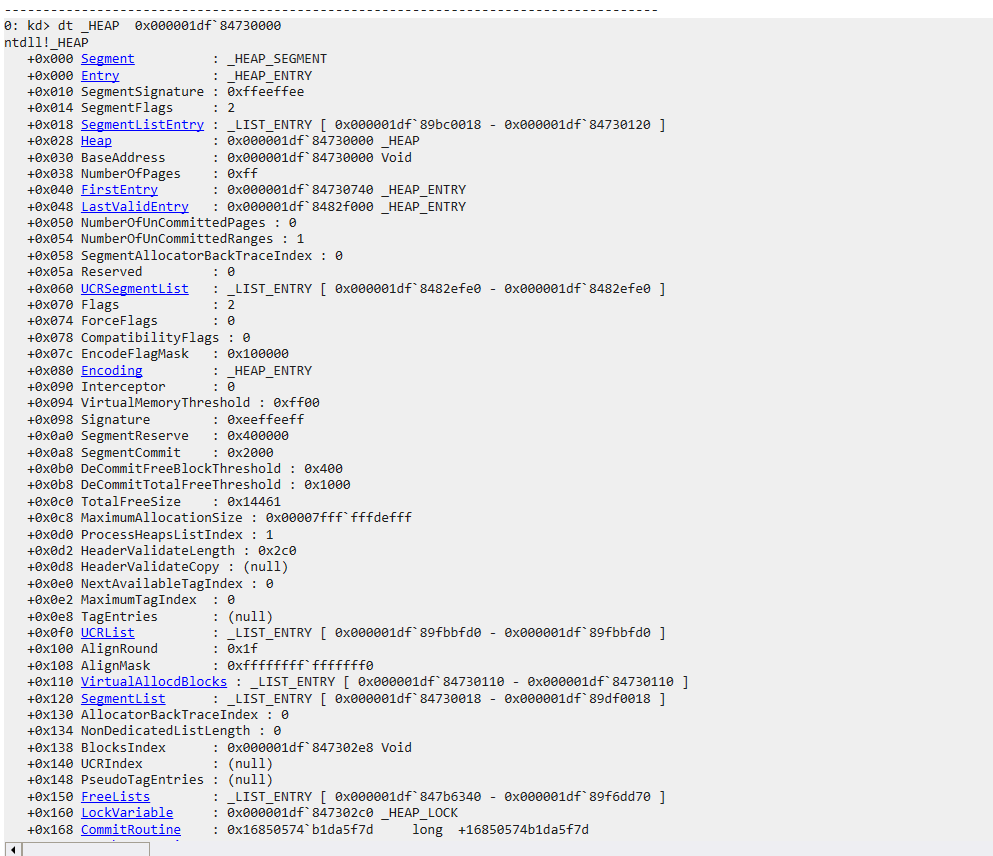 0: kd> dt _HEAP  0x000001df`84730000
ntdll!_HEAP
   +0x000 Segment          : _HEAP_SEGMENT
   +0x000 Entry            : _HEAP_ENTRY
   +0x010 SegmentSignature : 0xffeeffee
   +0x014 SegmentFlags     : 2
   +0x018 SegmentListEntry : _LIST_ENTRY [ 0x000001df`89bc0018 - 0x000001df`84730120 ]
   +0x028 Heap             : 0x000001df`84730000 _HEAP
   +0x030 BaseAddress      : 0x000001df`84730000 Void
   +0x038 NumberOfPages    : 0xff
   +0x040 FirstEntry       : 0x000001df`84730740 _HEAP_ENTRY
   +0x048 LastValidEntry   : 0x000001df`8482f000 _HEAP_ENTRY
   +0x050 NumberOfUnCommittedPages : 0
   +0x054 NumberOfUnCommittedRanges : 1
   +0x058 SegmentAllocatorBackTraceIndex : 0
   +0x05a Reserved         : 0
   +0x060 UCRSegmentList   : _LIST_ENTRY [ 0x000001df`8482efe0 - 0x000001df`8482efe0 ]
   +0x070 Flags            : 2
   +0x074 ForceFlags       : 0
   +0x078 CompatibilityFlags : 0
   +0x07c EncodeFlagMask   : 0x100000
   +0x080 Encoding         : _HEAP_ENTRY
   +0x090 Interceptor      : 0
   +0x094 VirtualMemoryThreshold : 0xff00
   +0x098 Signature        : 0xeeffeeff
   +0x0a0 SegmentReserve   : 0x400000
   +0x0a8 SegmentCommit    : 0x2000
   +0x0b0 DeCommitFreeBlockThreshold : 0x400
   +0x0b8 DeCommitTotalFreeThreshold : 0x1000
   +0x0c0 TotalFreeSize    : 0x14461
   +0x0c8 MaximumAllocationSize : 0x00007fff`fffdefff
   +0x0d0 ProcessHeapsListIndex : 1
   +0x0d2 HeaderValidateLength : 0x2c0
   +0x0d8 HeaderValidateCopy : (null)
   +0x0e0 NextAvailableTagIndex : 0
   +0x0e2 MaximumTagIndex  : 0
   +0x0e8 TagEntries       : (null)
   +0x0f0 UCRList          : _LIST_ENTRY [ 0x000001df`89fbbfd0 - 0x000001df`89fbbfd0 ]
   +0x100 AlignRound       : 0x1f
   +0x108 AlignMask        : 0xffffffff`fffffff0
   +0x110 VirtualAllocdBlocks : _LIST_ENTRY [ 0x000001df`84730110 - 0x000001df`84730110 ]
   +0x120 SegmentList      : _LIST_ENTRY [ 0x000001df`84730018 - 0x000001df`89df0018 ]
   +0x130 AllocatorBackTraceIndex : 0
   +0x134 NonDedicatedListLength : 0
   +0x138 BlocksIndex      : 0x000001df`847302e8 Void
   +0x140 UCRIndex         : (null)
   +0x148 PseudoTagEntries : (null)
   +0x150 FreeLists        : _LIST_ENTRY [ 0x000001df`847b6340 - 0x000001df`89f6dd70 ]
   +0x160 LockVariable     : 0x000001df`847302c0 _HEAP_LOCK
   +0x168 CommitRoutine    : 0x16850574`b1da5f7d     long  +16850574b1da5f7d